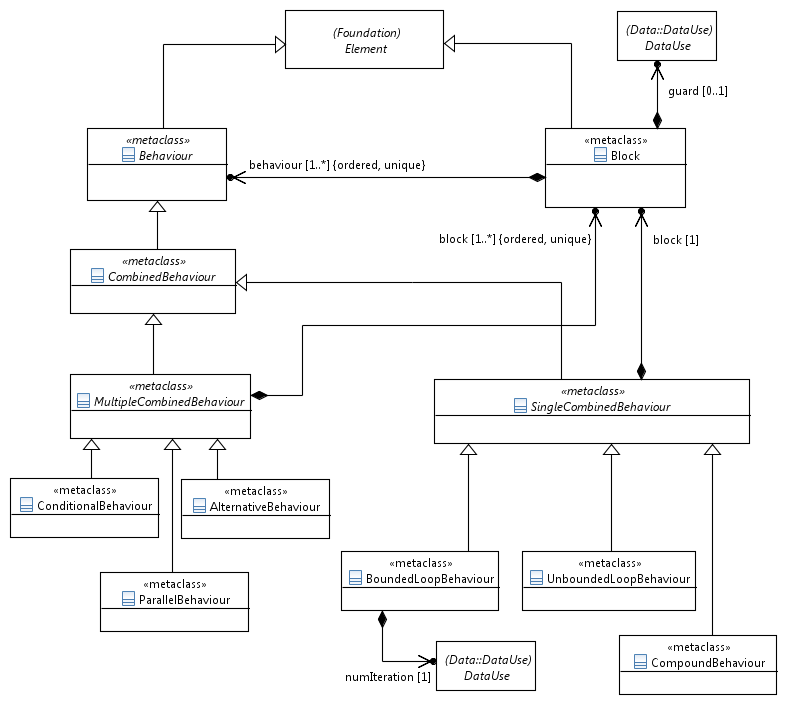 (Foundation)
Element
(Data::DataUse)
DataUse
guard [0..1]
«metaclass»
Behaviour
«metaclass»
Block
behaviour [1..*] {ordered, unique}
block [1..*] {ordered, unique}
block [1]
«metaclass»
CombinedBehaviour
«metaclass»
MultipleCombinedBehaviour
«metaclass»
SingleCombinedBehaviour
«metaclass»
ConditionalBehaviour
«metaclass»
AlternativeBehaviour
«metaclass»
ParallelBehaviour
«metaclass»
BoundedLoopBehaviour
«metaclass»
UnboundedLoopBehaviour
«metaclass»
CompoundBehaviour
numIteration [1]
(Data::DataUse)
DataUse